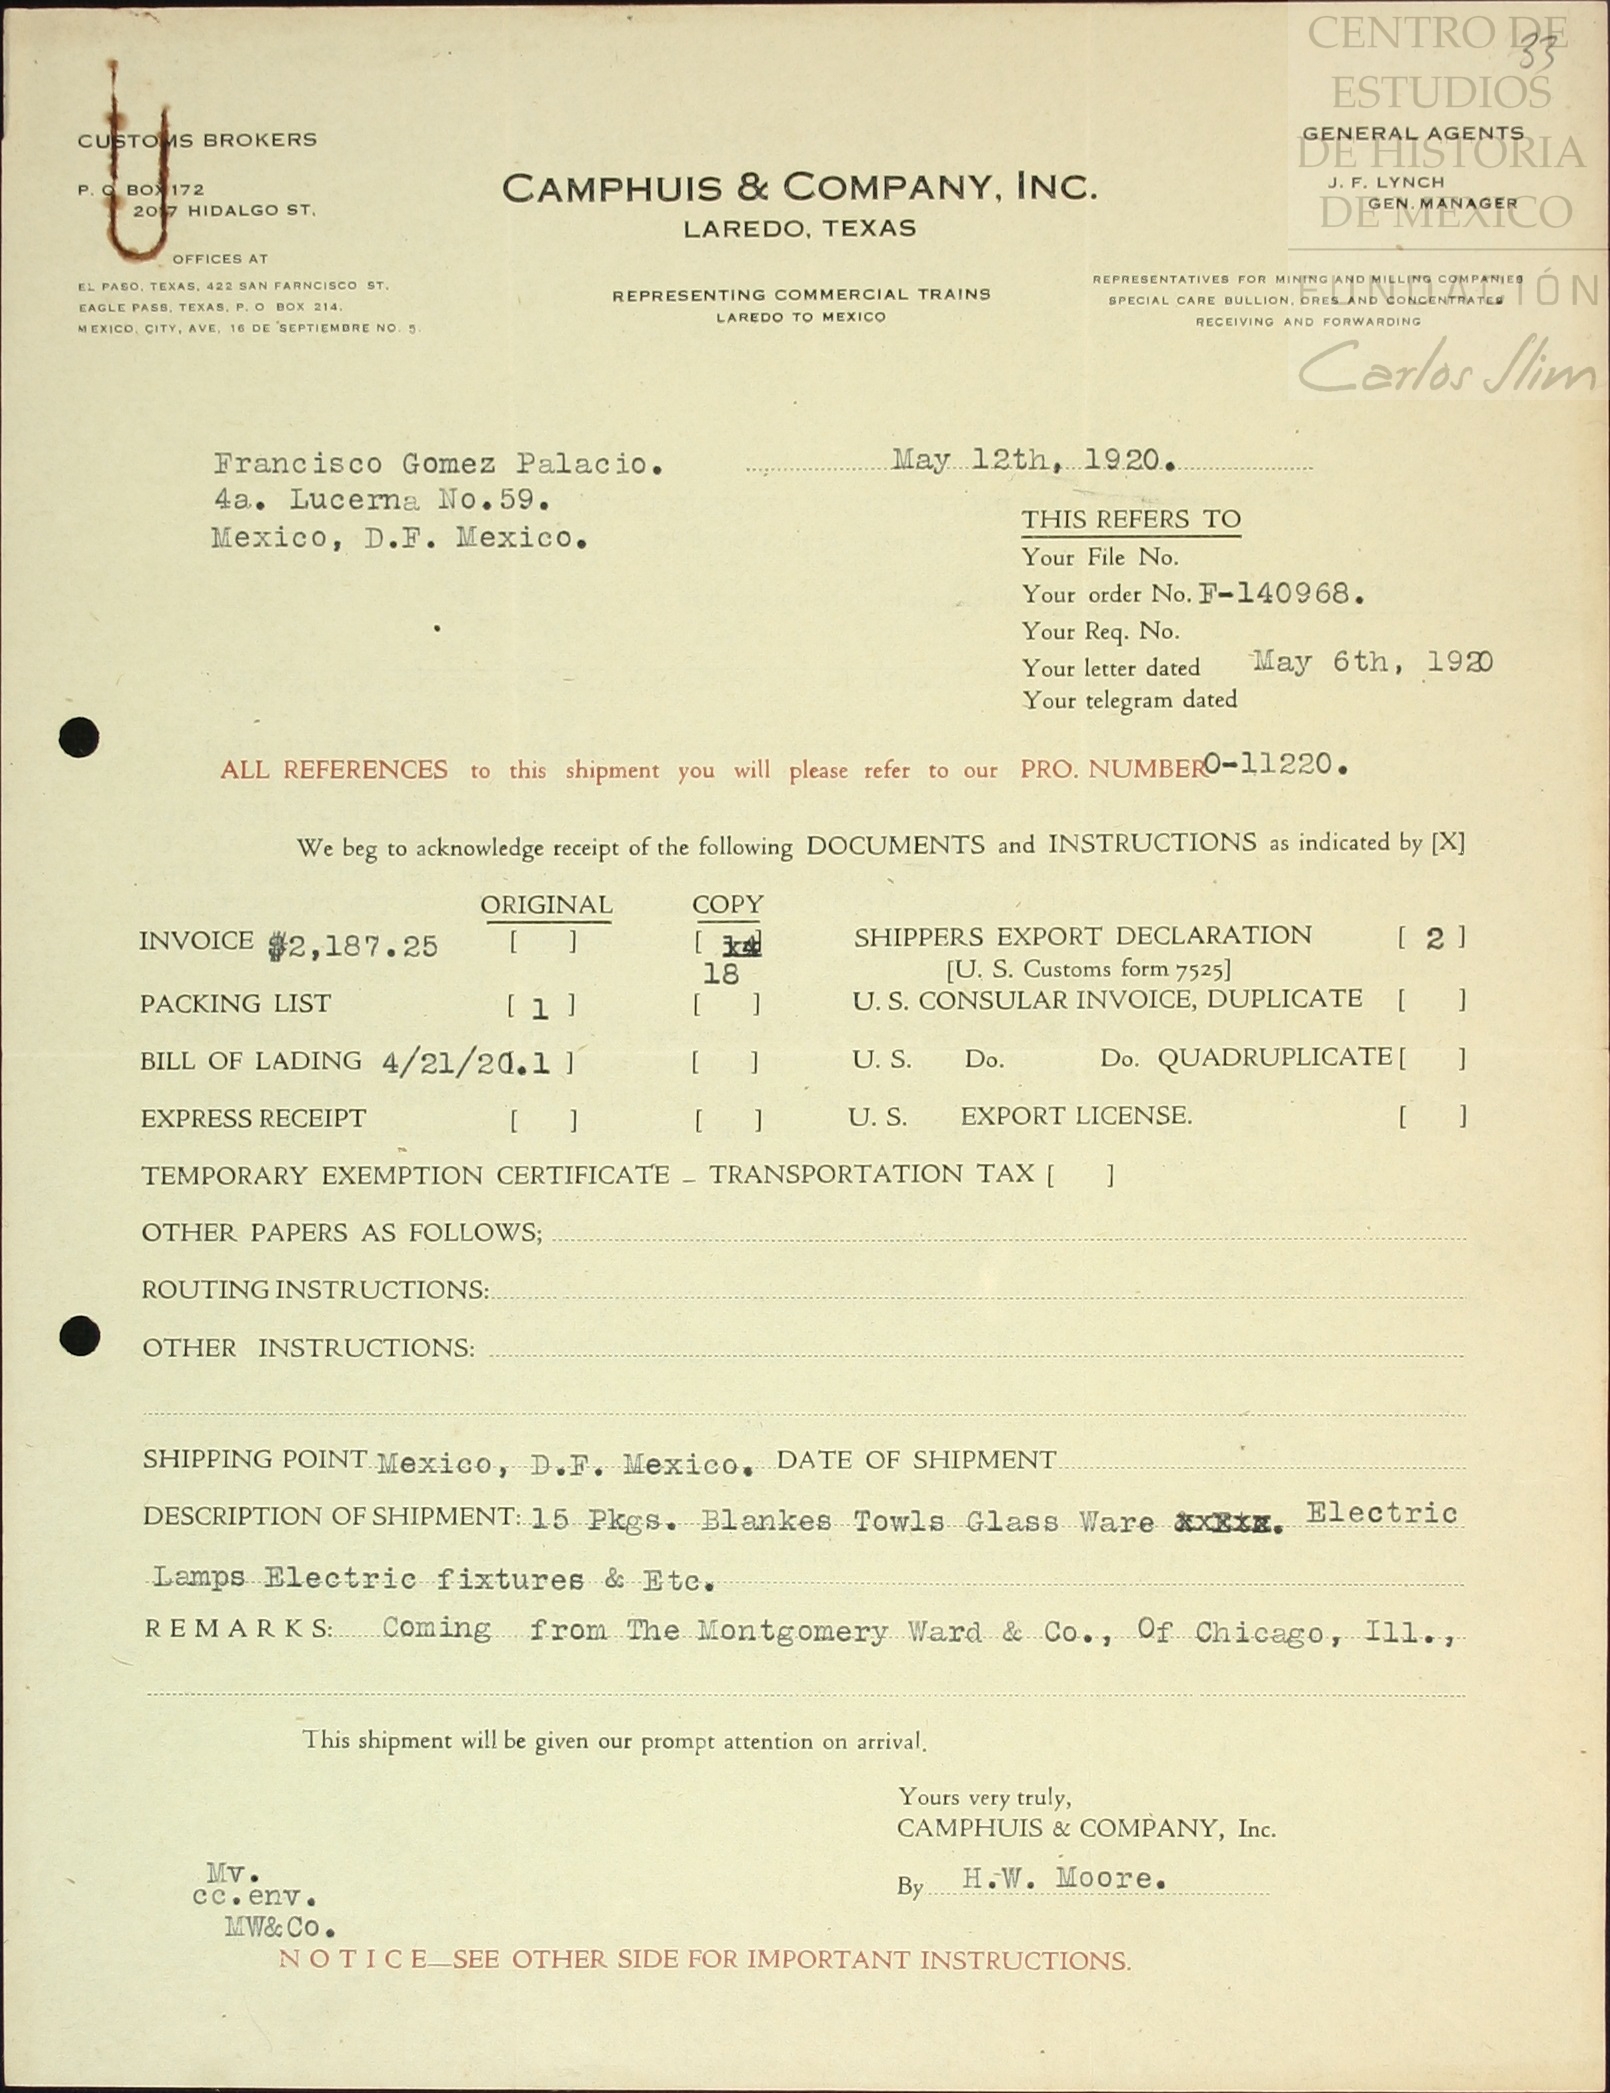 CENTRO DE
ESTUDIOS
DE HISTORIA
DE MEXICO
FUNDACIÓN
Carlos Slim
33
CUSTOMS BROKERS
P. O BOX 172
2017 HIDALGO ST,
OFFICES AT
EL PASO, TEXAS, 422 SAN FARNCISCO ST,
EAGLE PASS, TEXAS, P. O BOX 214,
MEXICO, CITY, AVE, 16 DE SEPTIEMBRE NO. 5.
CAMPHUIS & COMPANY, INC.
LAREDO, TEXAS
REPRESENTING COMMERCIAL TRAINS
LAREDO TO MEXICO
GENERAL AGENTS
J. F. LYNCH
GEN. MANAGER
REPRESENTATIVES FOR MINING AND MILLING COMPANIES
SPECIAL CARE BULLION, ORES AND CONCENTRATES
RECEIVING AND FORWARDING
Francisco Gomez Palacio.
4a. Lucerna No.59.
Mexico, D.F. Mexico.
May 12th, 1920.
THIS REFERS TO
Your File No.
Your order No. F-140968.
Your Req. No.
Your letter dated May 6th, 1920
Your telegram dated
ALL REFERENCES to this shipment you will please refer to our PRO. NUMBER O-11220.
We beg to acknowledge receipt of the following DOCUMENTS and INSTRUCTIONS as indicated by [X]
ORIGINAL COPY
INVOICE $2,187.25 [ ] [ 14] SHIPPERS EXPORT DECLARATION [ 2 ]
18 [U. S. Customs form 7525]
PACKING LIST [ 1 ] [ ] U. S. CONSULAR INVOICE, DUPLICATE [ ]
BILL OF LADING 4/21/20.1 ] [ ] U. S. Do. Do. QUADRUPLICATE [ ]
EXPRESS RECEIPT [ ] [ ] U. S. EXPORT LICENSE. [ ]
TEMPORARY EXEMPTION CERTIFICATE - TRANSPORTATION TAX [ ]
OTHER PAPERS AS FOLLOWS;
ROUTING INSTRUCTIONS:
OTHER INSTRUCTIONS:
SHIPPING POINT Mexico, D.F. Mexico. DATE OF SHIPMENT
DESCRIPTION OF SHIPMENT: 15 Pkgs. Blankes Towls Glass Ware Electric
Lamps Electric fixtures & Etc.
REMARKS: Coming from The Montgomery Ward & Co., Of Chicago, Ill.,
This shipment will be given our prompt attention on arrival.
Yours very truly,
CAMPHUIS & COMPANY, Inc.
By H.W. Moore.
Mv.
cc.env.
MW&Co.
NOTICE—SEE OTHER SIDE FOR IMPORTANT INSTRUCTIONS.